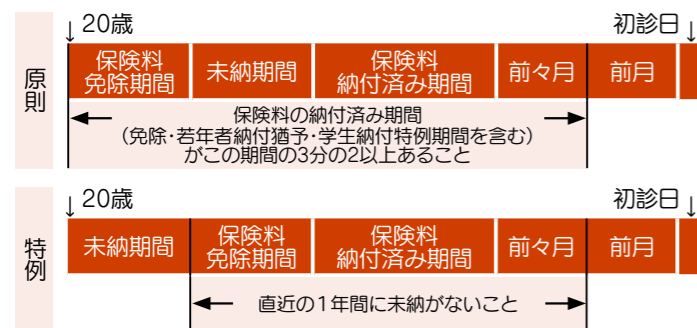 ↓20歳
初診日↓
原則
保険料
免除期間
未納期間
保険料
納付済み期間
前々月
前月
保険料の納付済み期間
（免除・若年者納付猶予・学生納付特例期間を含む）
がこの期間の3分の2以上あること
↓20歳
初診日↓
特例
未納期間
保険料
免除期間
保険料
納付済み期間
前々月
前月
直近の1年間に未納がないこと